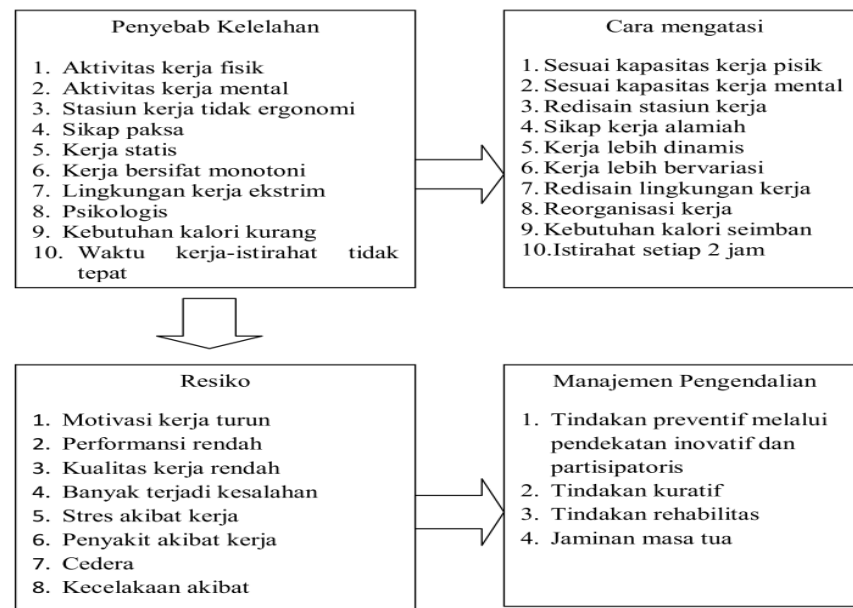 Penyebab Kelelahan
1. Aktivitas kerja fisik
2. Aktivitas kerja mental
3. Stasiun kerja tidak ergonomi
4. Sikap paksa
5. Kerja statis
6. Kerja bersifat monotoni
7. Lingkungan kerja ekstrim
8. Psikologis
9. Kebutuhan kalori kurang
10. Waktu kerja-istirahat tidak
tepat
Cara mengatasi
1. Sesuai kapasitas kerja pisik
2. Sesuai kapasitas kerja mental
3. Redisain stasiun kerja
4. Sikap kerja alamiah
5. Kerja lebih dinamis
6. Kerja lebih bervariasi
7. Redisain lingkungan kerja
8. Reorganisasi kerja
9. Kebutuhan kalori seimban
10.Istirahat setiap 2 jam
Resiko
1. Motivasi kerja turun
2. Performansi rendah
3. Kualitas kerja rendah
4. Banyak terjadi kesalahan
5. Stres akibat kerja
6. Penyakit akibat kerja
7. Cedera
8. Kecelakaan akibat
Manajemen Pengendalian
1. Tindakan preventif melalui
pendekatan inovatif dan
partisipatoris
2. Tindakan kuratif
3. Tindakan rehabilitas
4. Jaminan masa tua